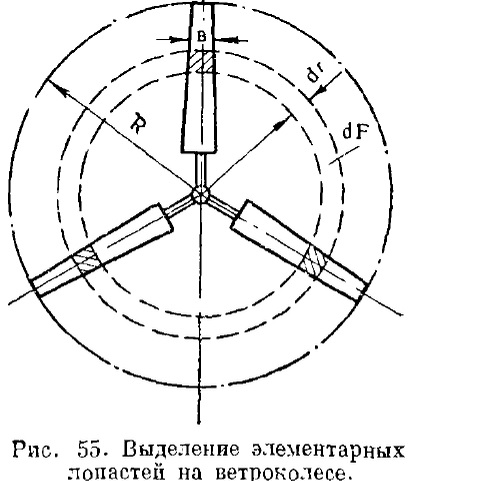 в
dr
R
dF
Рис. 55. Выделение элементарных
лопастей на ветроколесе.